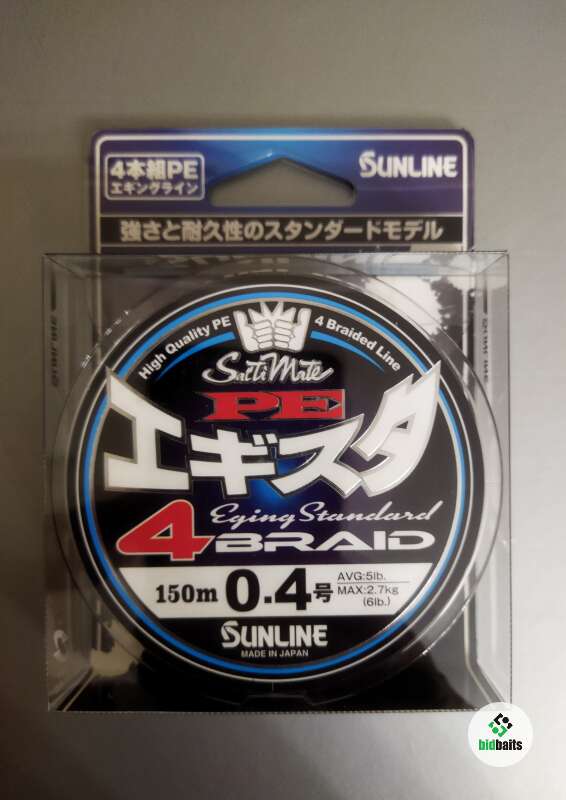 4本組PE
エギングライン
SUNLINE
強さと耐久性のスタンダードモデル
High Quality PE
4 Braided Line
SaltiMate
PE
エギスタ
Eging Standard
4BRAID
150m 0.4号
AVG:5lb.
MAX:2.7kg
(6lb.)
SUNLINE
MADE IN JAPAN
bidbaits